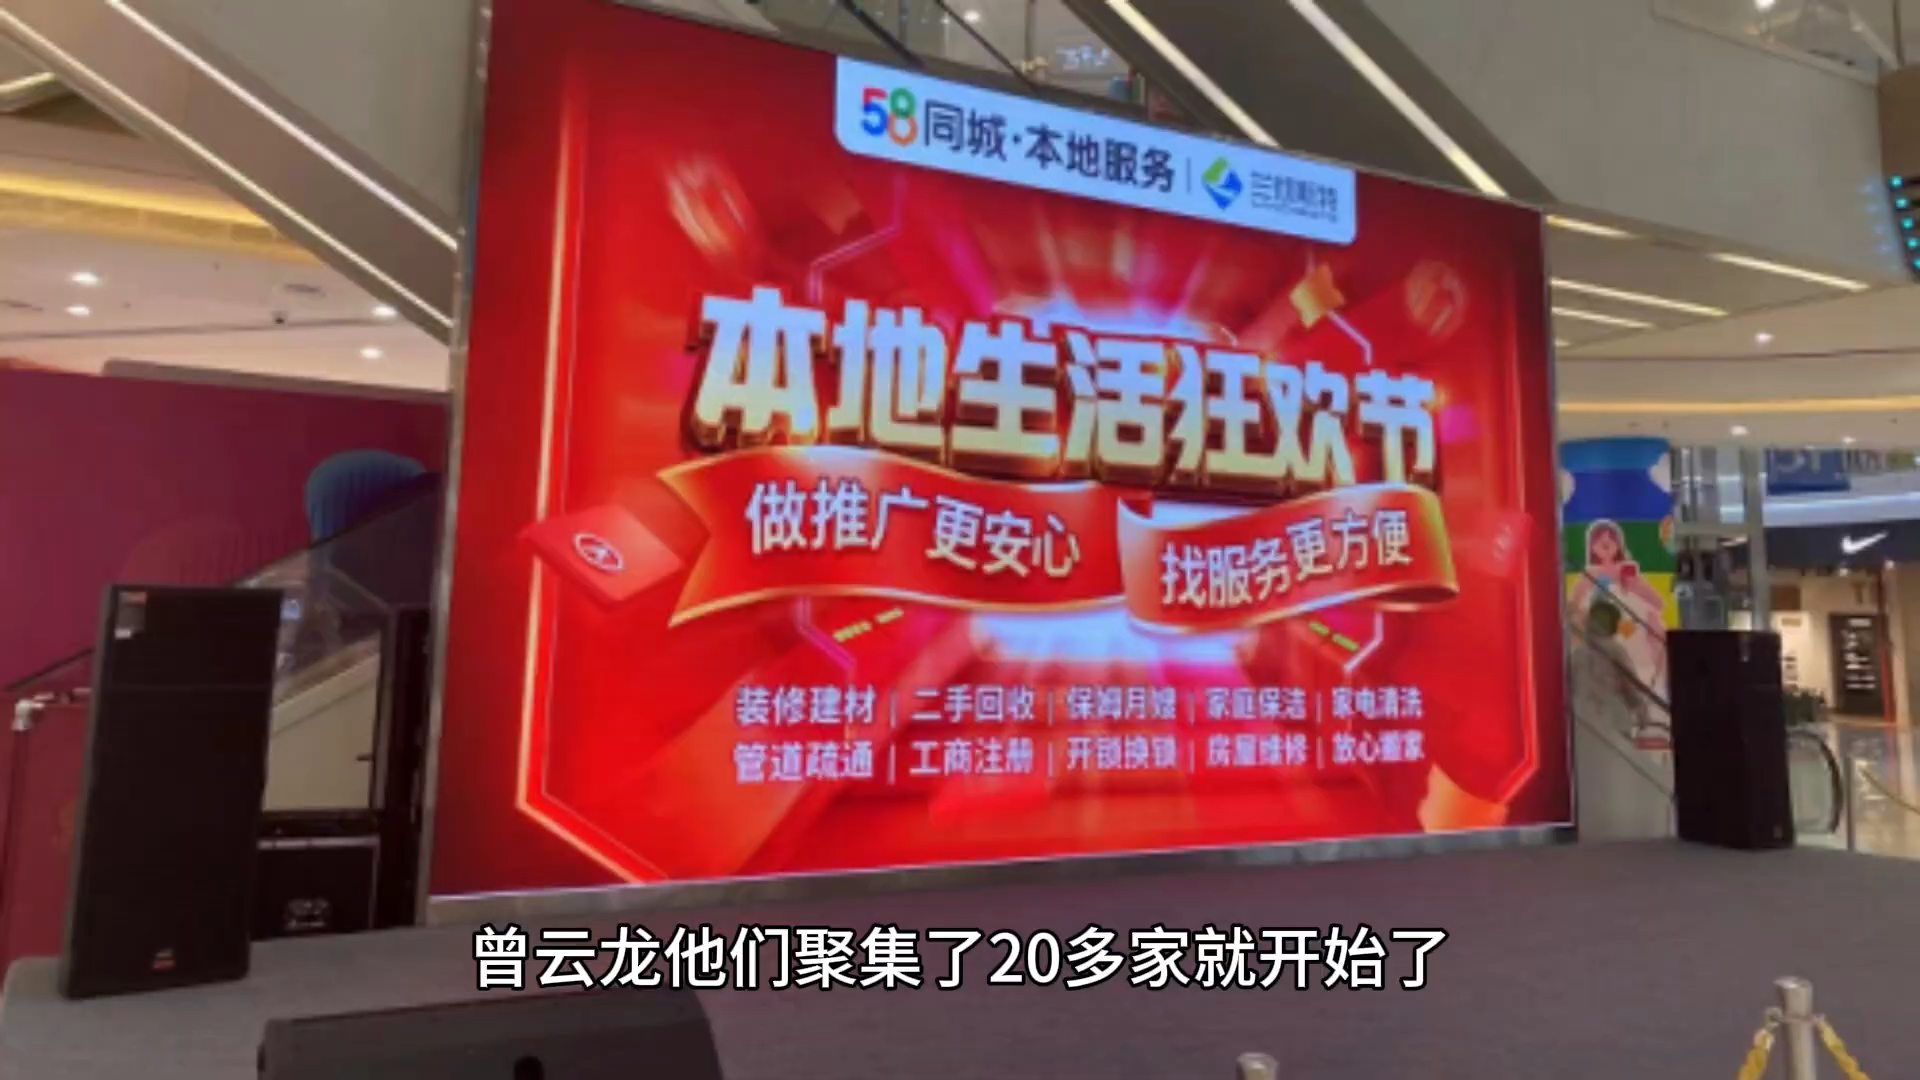 58同城·本地服务
本地生活狂欢节
做推广更安心
找服务更方便
装修建材 | 二手回收 | 保姆月嫂 | 家庭保洁 | 家电清洗
管道疏通 | 工商注册 | 开锁换锁 | 房屋维修 | 放心搬家
曾云龙他们聚集了20多家就开始了